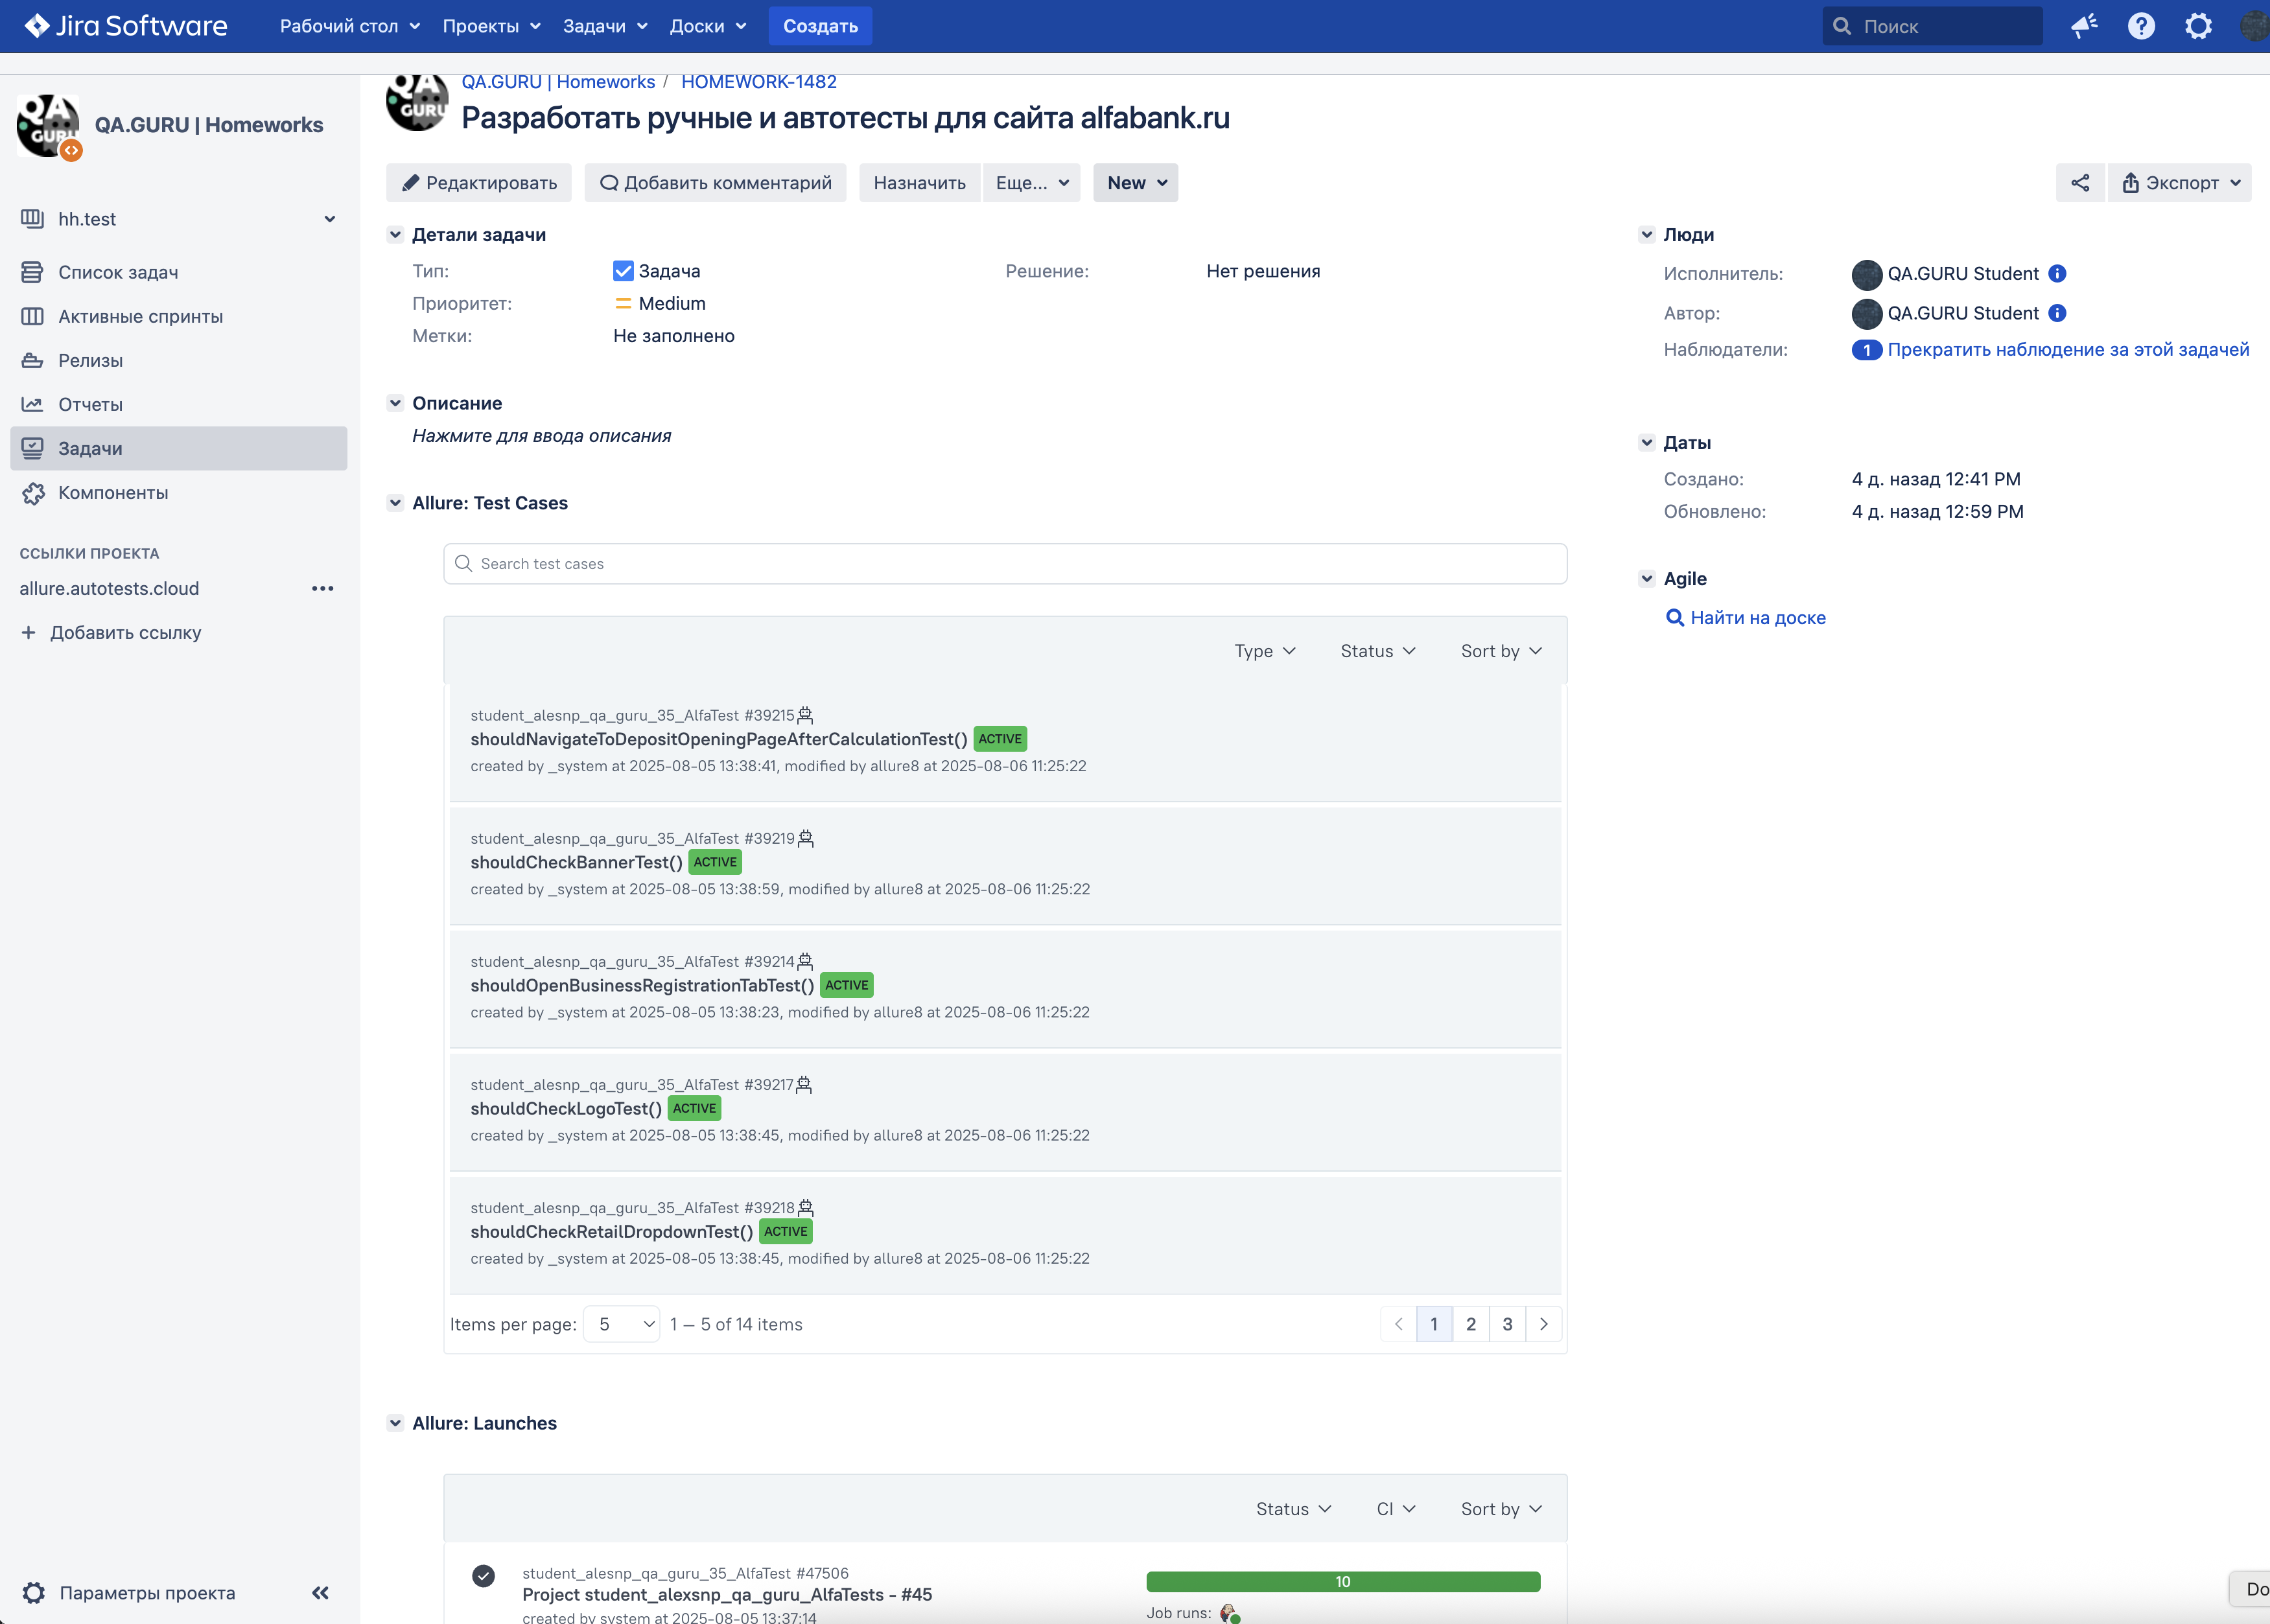 Jira Software
Рабочий стол
Проекты
Задачи
Доски
Создать
Поиск
QA.GURU | Homeworks
hh.test
Список задач
Активные спринты
Релизы
Отчеты
Задачи
Компоненты
ССЫЛКИ ПРОЕКТА
allure.autotests.cloud
Добавить ссылку
Параметры проекта
QA.GURU | Homeworks / HOMEWORK-1482
Разработать ручные и автотесты для сайта alfabank.ru
Редактировать
Добавить комментарий
Назначить
Еще...
New
Экспорт
Детали задачи
Тип: Задача
Решение: Нет решения
Приоритет: Medium
Метки: Не заполнено
Описание
Нажмите для ввода описания
Allure: Test Cases
Search test cases
Type Status Sort by
student_alesnp_qa_guru_35_AlfaTest #39215
shouldNavigateToDepositOpeningPageAfterCalculationTest() ACTIVE
created by _system at 2025-08-05 13:38:41, modified by allure8 at 2025-08-06 11:25:22
student_alesnp_qa_guru_35_AlfaTest #39219
shouldCheckBannerTest() ACTIVE
created by _system at 2025-08-05 13:38:59, modified by allure8 at 2025-08-06 11:25:22
student_alesnp_qa_guru_35_AlfaTest #39214
shouldOpenBusinessRegistrationTabTest() ACTIVE
created by _system at 2025-08-05 13:38:23, modified by allure8 at 2025-08-06 11:25:22
student_alesnp_qa_guru_35_AlfaTest #39217
shouldCheckLogoTest() ACTIVE
created by _system at 2025-08-05 13:38:45, modified by allure8 at 2025-08-06 11:25:22
student_alesnp_qa_guru_35_AlfaTest #39218
shouldCheckRetailDropdownTest() ACTIVE
created by _system at 2025-08-05 13:38:45, modified by allure8 at 2025-08-06 11:25:22
Items per page: 5 1 – 5 of 14 items
1 2 3
Allure: Launches
Status CI Sort by
student_alesnp_qa_guru_35_AlfaTest #47506
Project student_alexsnp_qa_guru_AlfaTests - #45
created by system at 2025-08-05 13:37:14
10
Job runs:
Люди
Исполнитель: QA.GURU Student
Автор: QA.GURU Student
Наблюдатели: 1 Прекратить наблюдение за этой задачей
Даты
Создано: 4 д. назад 12:41 PM
Обновлено: 4 д. назад 12:59 PM
Agile
Найти на доске
Do